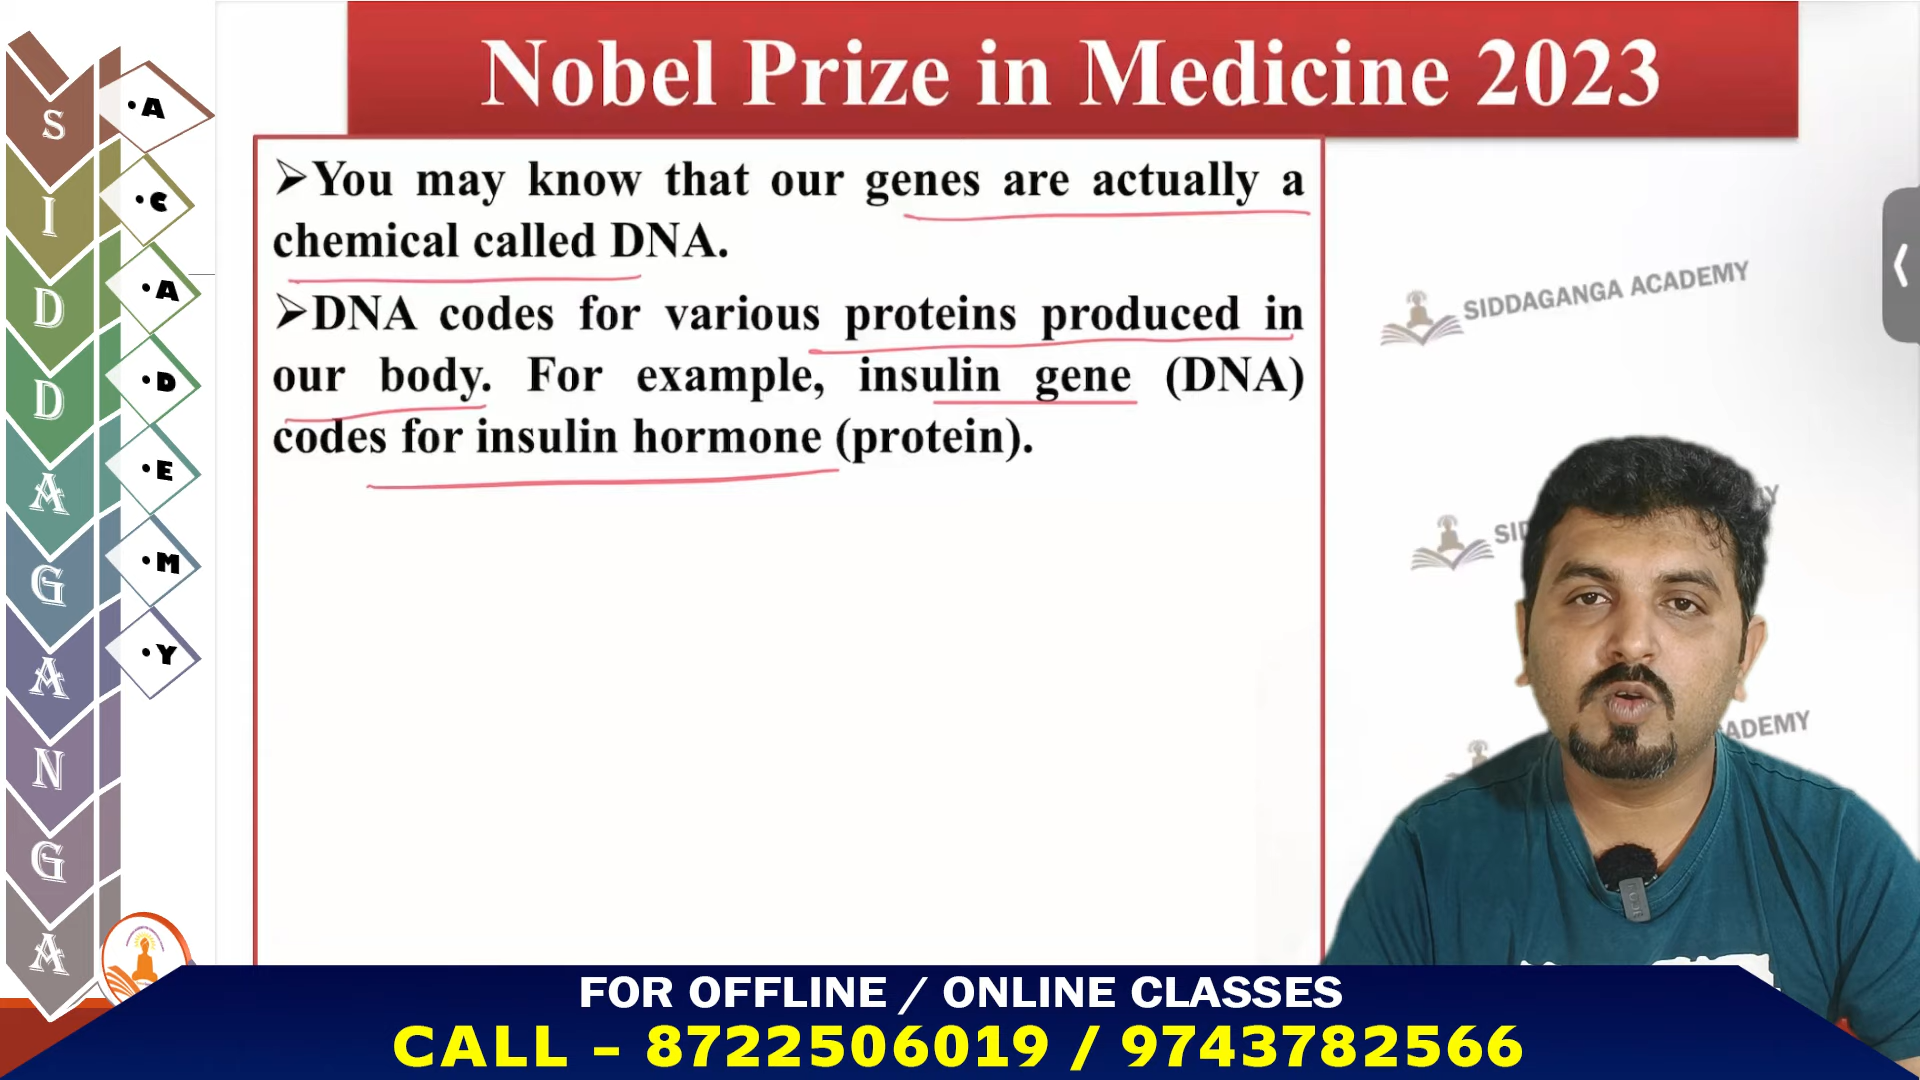 Nobel Prize in Medicine 2023
➢You may know that our genes are actually a
chemical called DNA.
➢DNA codes for various proteins produced in
our body. For example, insulin gene (DNA)
codes for insulin hormone (protein).
S
I
D
D
A
G
A
N
G
A
•A
•C
•A
•D
•E
•M
•Y
SIDDAGANGA ACADEMY
FOR OFFLINE / ONLINE CLASSES
CALL – 8722506019 / 9743782566